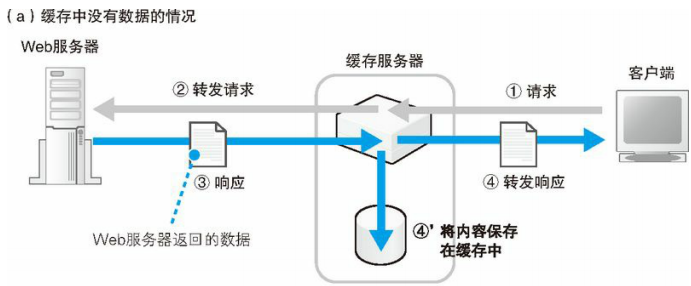 (a) 缓存中没有数据的情况
Web服务器
缓存服务器
客户端
② 转发请求
① 请求
③ 响应
④ 转发响应
Web服务器返回的数据
④' 将内容保存
在缓存中